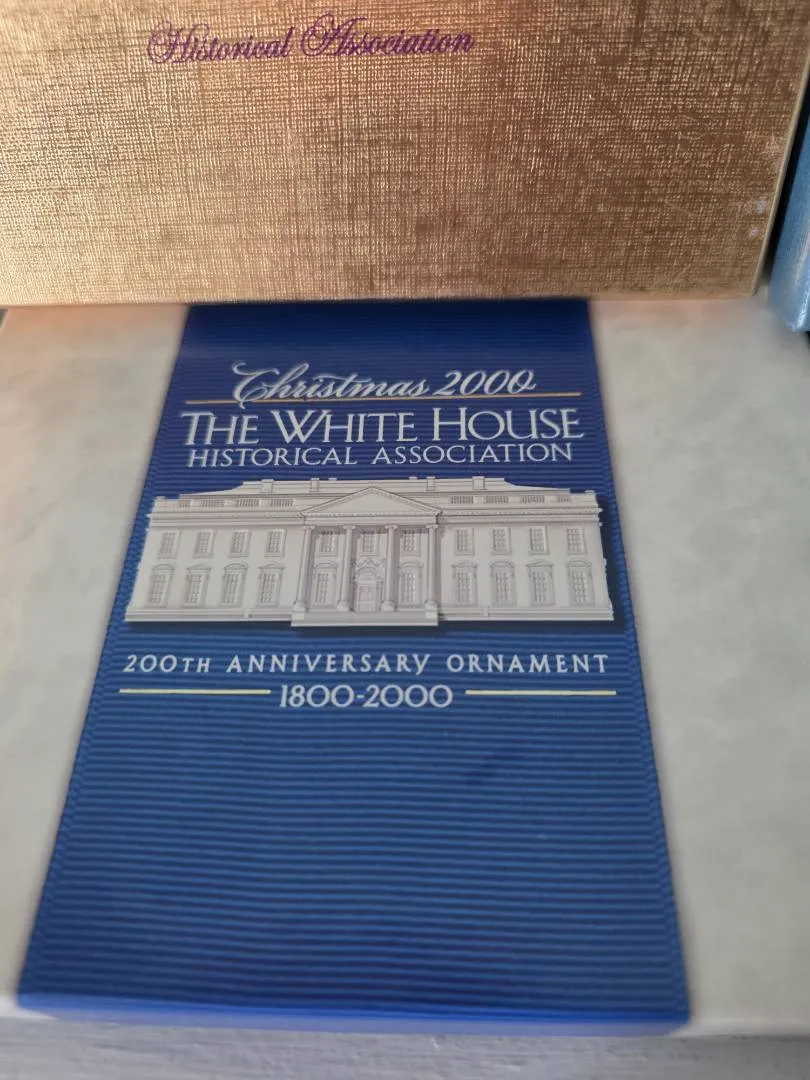 Historical Association
Christmas 2000
THE WHITE HOUSE
HISTORICAL ASSOCIATION
200TH ANNIVERSARY ORNAMENT
1800-2000